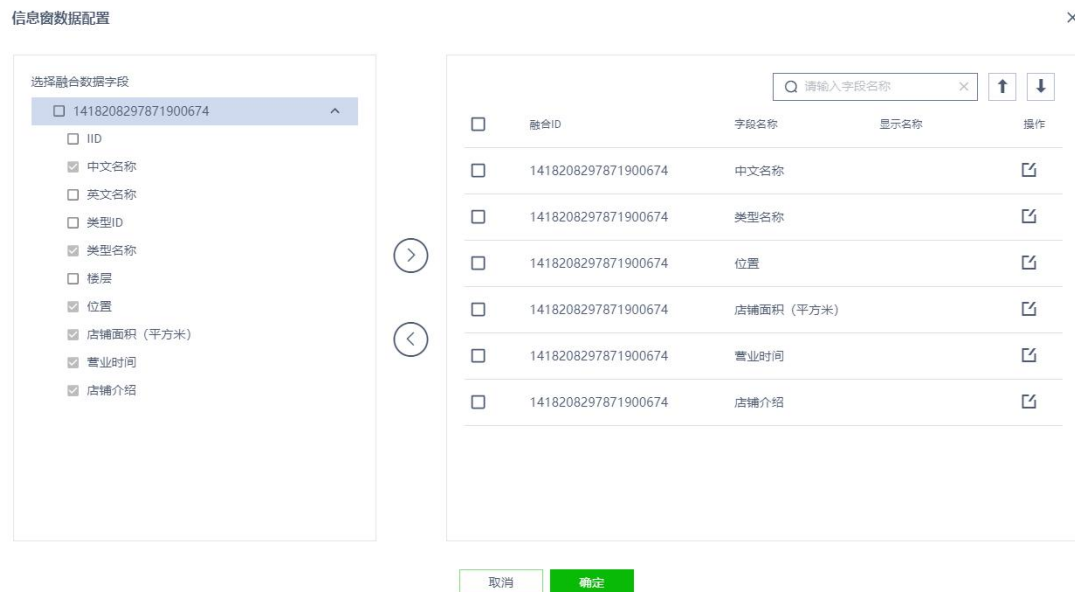 信息窗数据配置
选择融合数据字段
1418208297871900674
IID
中文名称
英文名称
类型ID
类型名称
楼层
位置
店铺面积（平方米）
营业时间
店铺介绍
请输入字段名称
融合ID 字段名称 显示名称 操作
1418208297871900674 中文名称
1418208297871900674 类型名称
1418208297871900674 位置
1418208297871900674 店铺面积（平方米）
1418208297871900674 营业时间
1418208297871900674 店铺介绍
取消 确定